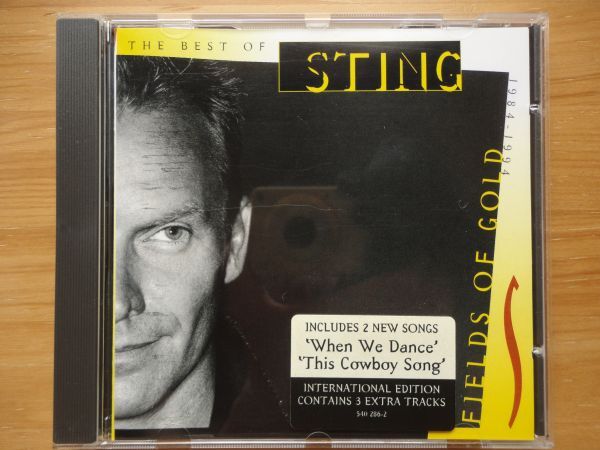 THE BEST OF
STING
1984-1994
FIELDS OF GOLD
INCLUDES 2 NEW SONGS
‘When We Dance’
‘This Cowboy Song’
INTERNATIONAL EDITION
CONTAINS 3 EXTRA TRACKS
540 286-2